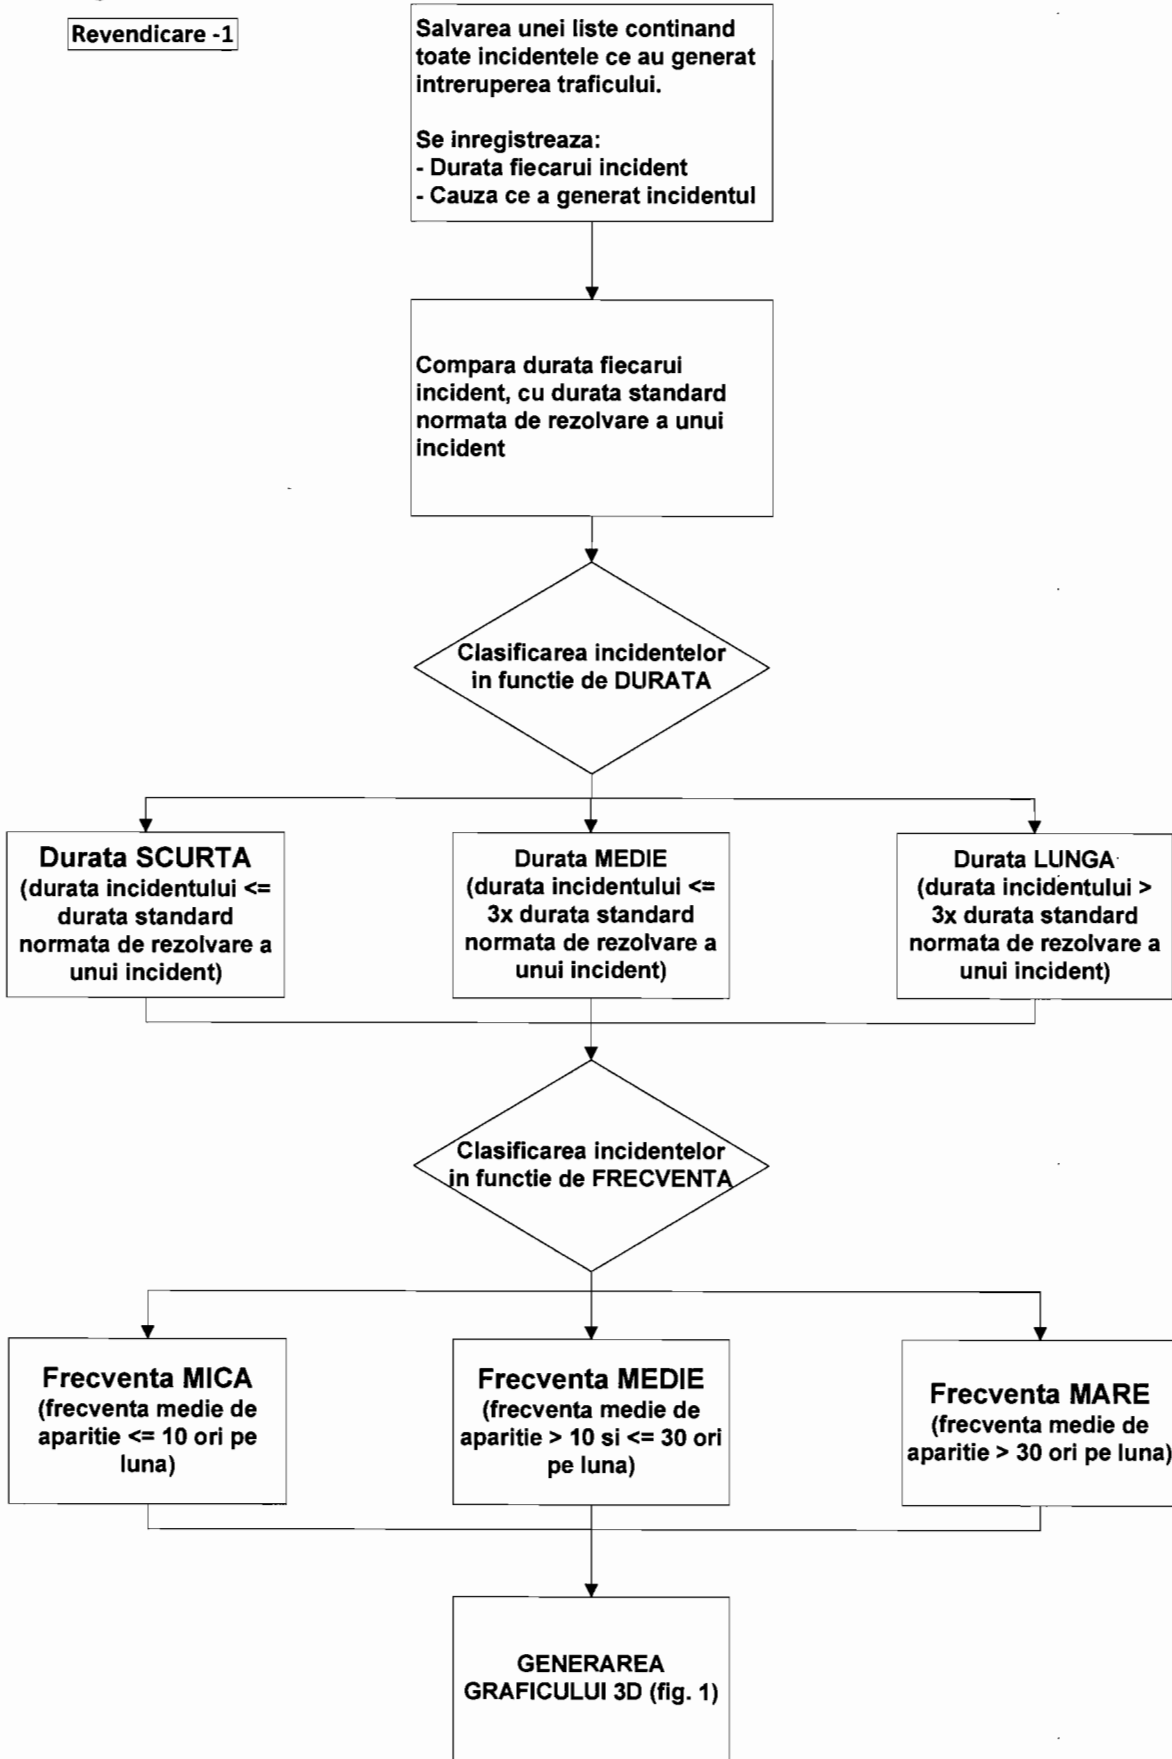 Revendicare -1
Salvarea unei liste continand
toate incidentele ce au generat
intreruperea traficului.
Se inregistreaza:
- Durata fiecarui incident
- Cauza ce a generat incidentul
Compara durata fiecarui
incident, cu durata standard
normata de rezolvare a unui
incident
Clasificarea incidentelor
in functie de DURATA
Durata SCURTA
(durata incidentului <=
durata standard
normata de rezolvare a
unui incident)
Durata MEDIE
(durata incidentului <=
3x durata standard
normata de rezolvare a
unui incident)
Durata LUNGA
(durata incidentului >
3x durata standard
normata de rezolvare a
unui incident)
Clasificarea incidentelor
in functie de FRECVENTA
Frecventa MICA
(frecventa medie de
aparitie <= 10 ori pe
luna)
Frecventa MEDIE
(frecventa medie de
aparitie > 10 si <= 30 ori
pe luna)
Frecventa MARE
(frecventa medie de
aparitie > 30 ori pe luna)
GENERAREA
GRAFICULUI 3D (fig. 1)